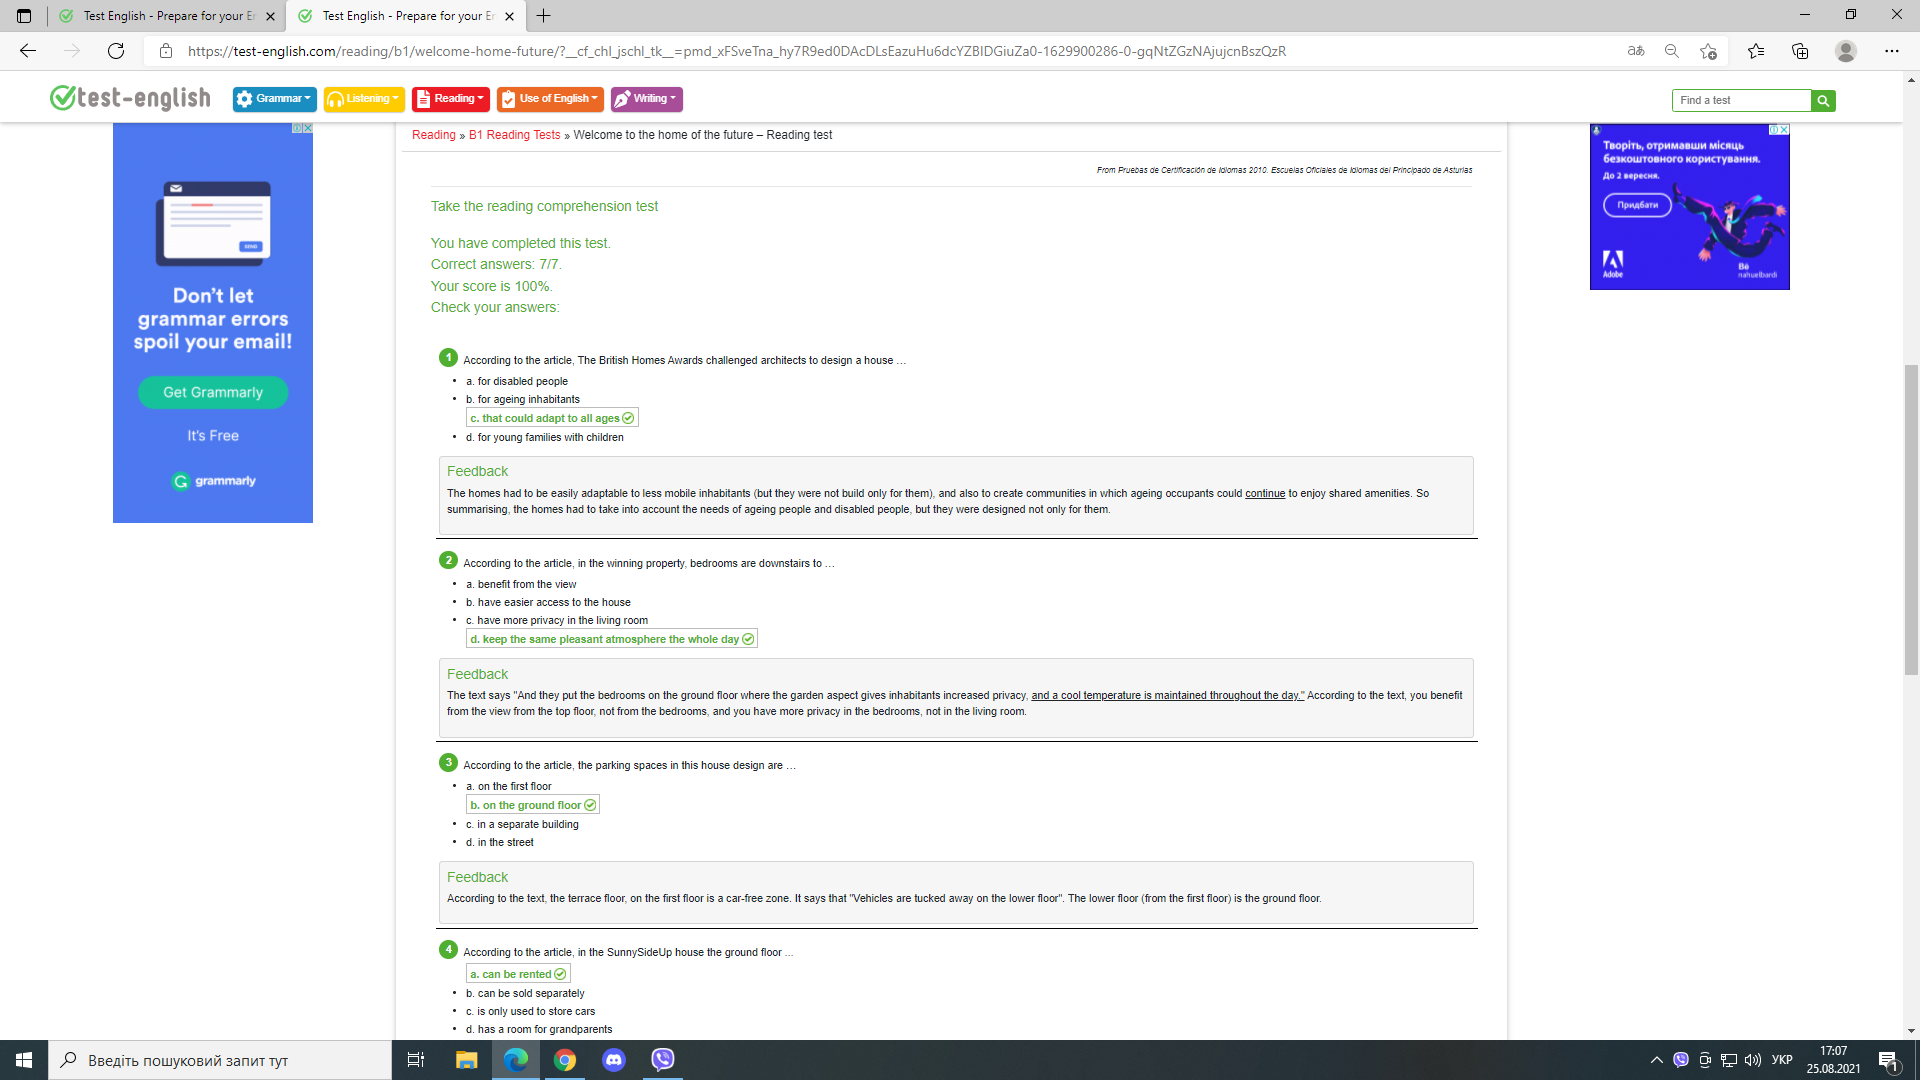 Test English - Prepare for your Er
Test English - Prepare for your Er
https://test-english.com/reading/b1/welcome-home-future/?__cf_chl_jschl_tk__=pmd_xFSveTna_hy7R9ed0DAcDLsEazuHu6dcYZBIDGiuZa0-1629900286-0-gqNtZGzNAjujcnBszQzR
test-english
Grammar
Listening
Reading
Use of English
Writing
Find a test
Reading » B1 Reading Tests » Welcome to the home of the future – Reading test
From Pruebas de Certificación de Idiomas 2010. Escuelas Oficiales de Idiomas del Principado de Asturias
Take the reading comprehension test
You have completed this test.
Correct answers: 7/7.
Your score is 100%.
Check your answers:
1 According to the article, The British Homes Awards challenged architects to design a house …
• a. for disabled people
• b. for ageing inhabitants
c. that could adapt to all ages
• d. for young families with children
Feedback
The homes had to be easily adaptable to less mobile inhabitants (but they were not build only for them), and also to create communities in which ageing occupants could continue to enjoy shared amenities. So
summarising, the homes had to take into account the needs of ageing people and disabled people, but they were designed not only for them.
2 According to the article, in the winning property, bedrooms are downstairs to …
• a. benefit from the view
• b. have easier access to the house
• c. have more privacy in the living room
d. keep the same pleasant atmosphere the whole day
Feedback
The text says "And they put the bedrooms on the ground floor where the garden aspect gives inhabitants increased privacy, and a cool temperature is maintained throughout the day." According to the text, you benefit
from the view from the top floor, not from the bedrooms, and you have more privacy in the bedrooms, not in the living room.
3 According to the article, the parking spaces in this house design are …
• a. on the first floor
b. on the ground floor
• c. in a separate building
• d. in the street
Feedback
According to the text, the terrace floor, on the first floor is a car-free zone. It says that "Vehicles are tucked away on the lower floor". The lower floor (from the first floor) is the ground floor.
4 According to the article, in the SunnySideUp house the ground floor …
a. can be rented
• b. can be sold separately
• c. is only used to store cars
• d. has a room for grandparents
SEND
Don't let
grammar errors
spoil your email!
Get Grammarly
It's Free
grammarly
Творіть, отримавши місяць
безкоштовного користування.
До 2 вересня.
Придбати
Adobe
Bē
nahuelbardi
Введіть пошуковий запит тут
УКР
17:07
25.08.2021
1